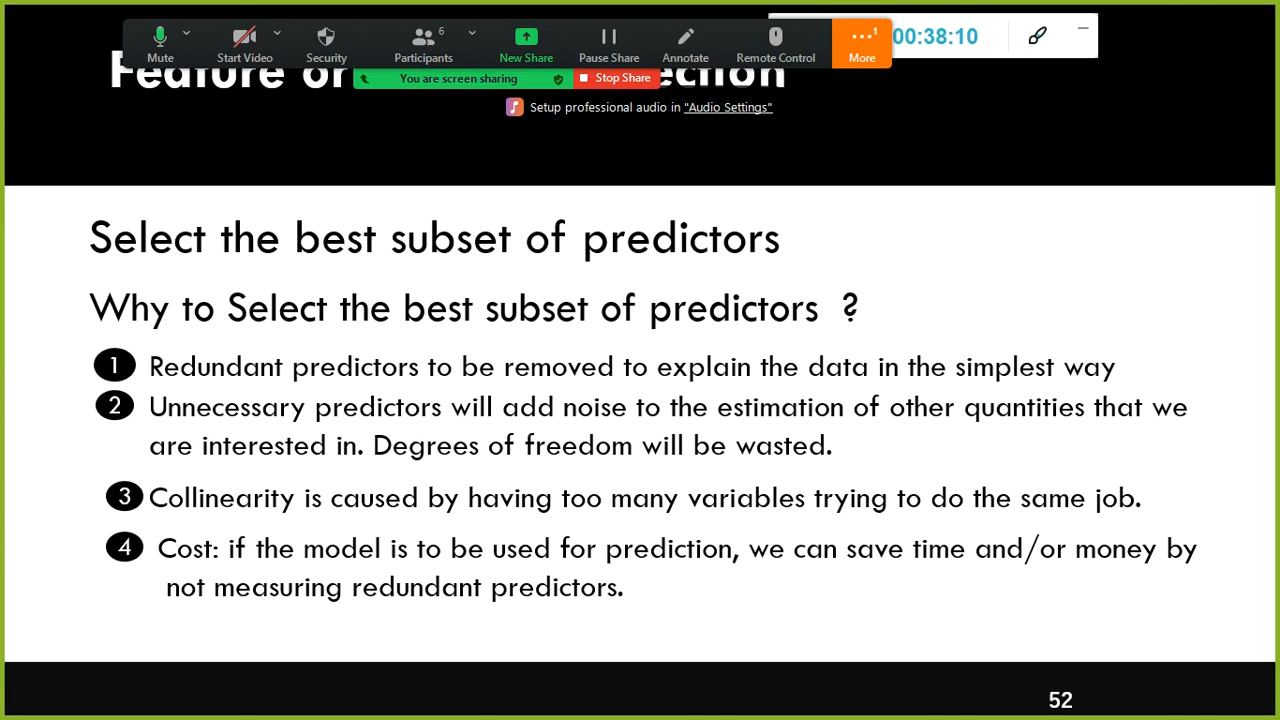 Mute
Start Video
Security
6
Participants
New Share
Pause Share
Annotate
Remote Control
1
More
00:38:10
Feature or
ection
You are screen sharing
Stop Share
Setup professional audio in "Audio Settings"
Select the best subset of predictors
Why to Select the best subset of predictors ?
1 Redundant predictors to be removed to explain the data in the simplest way
2 Unnecessary predictors will add noise to the estimation of other quantities that we
are interested in. Degrees of freedom will be wasted.
3 Collinearity is caused by having too many variables trying to do the same job.
4 Cost: if the model is to be used for prediction, we can save time and/or money by
not measuring redundant predictors.
52